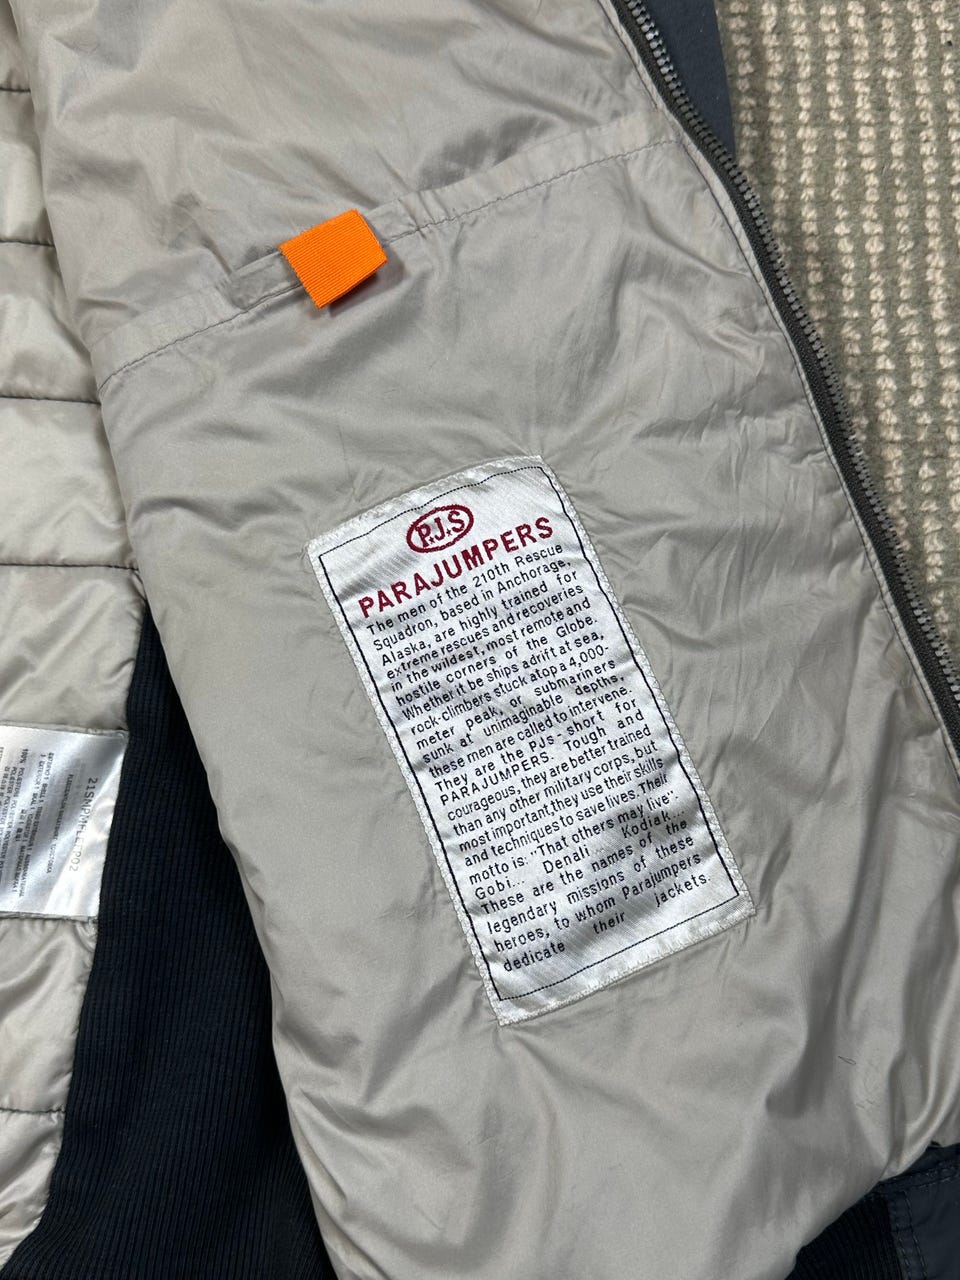 P.J.S
PARAJUMPERS
The men of the 210th Rescue
Squadron, based in Anchorage,
Alaska, are highly trained for
extreme rescues and recoveries
in the wildest, most remote and
hostile corners of the Globe.
Whether it be ships adrift at sea,
rock-climbers stuck atop a 4,000-
meter peak, or submariners
sunk at unimaginable depths,
these men are called to intervene.
They are the PJs - short for
PARAJUMPERS. Tough and
courageous, they are better trained
than any other military corps, but
most important,they use their skills
and techniques to save lives. Their
motto is: "That others may live".
Gobi... Denali... Kodiak...
These are the names of the
legendary missions of these
heroes, to whom Parajumpers
dedicate their jackets.